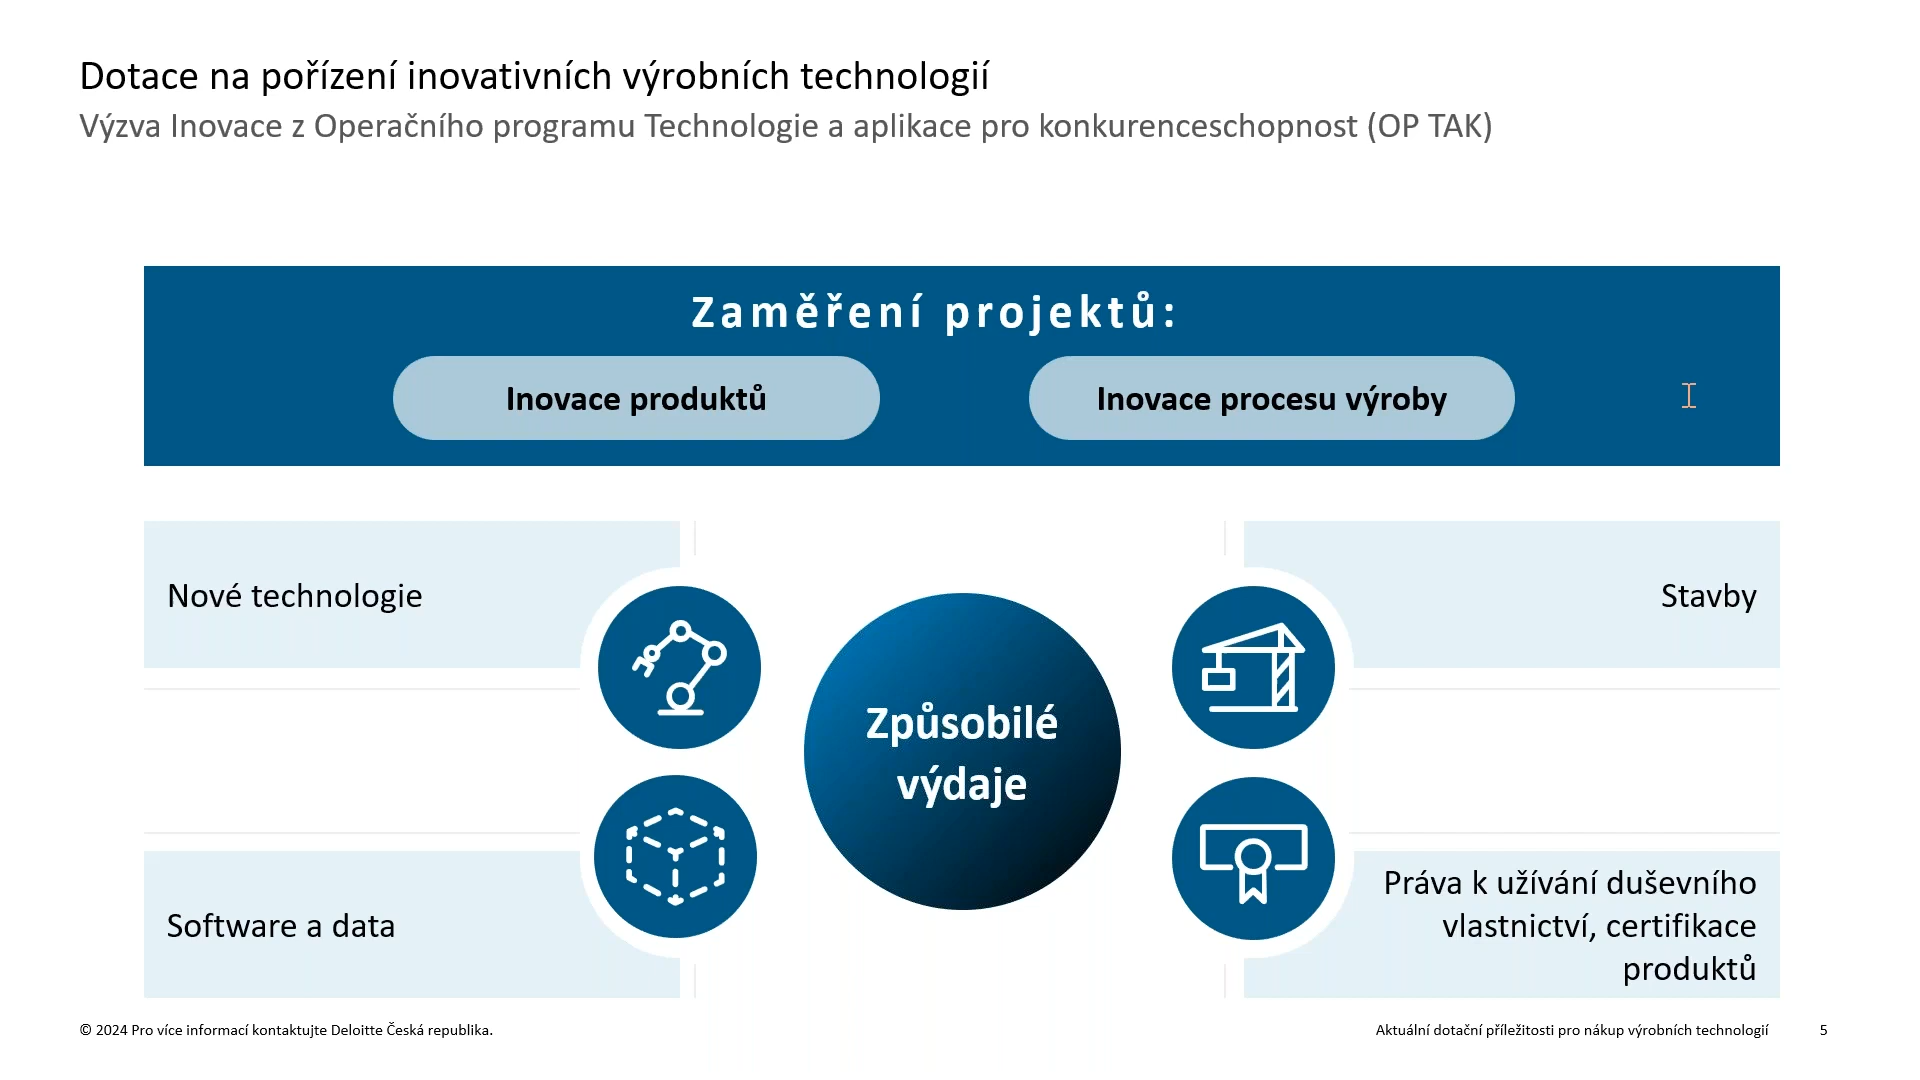 Dotace na pořízení inovativních výrobních technologií
Výzva Inovace z Operačního programu Technologie a aplikace pro konkurenceschopnost (OP TAK)
Zaměření projektů:
Inovace produktů
Inovace procesu výroby
Nové technologie
Stavby
Způsobilé
výdaje
Software a data
Práva k užívání duševního
vlastnictví, certifikace
produktů
© 2024 Pro více informací kontaktujte Deloitte Česká republika.
Aktuální dotační příležitosti pro nákup výrobních technologií
5